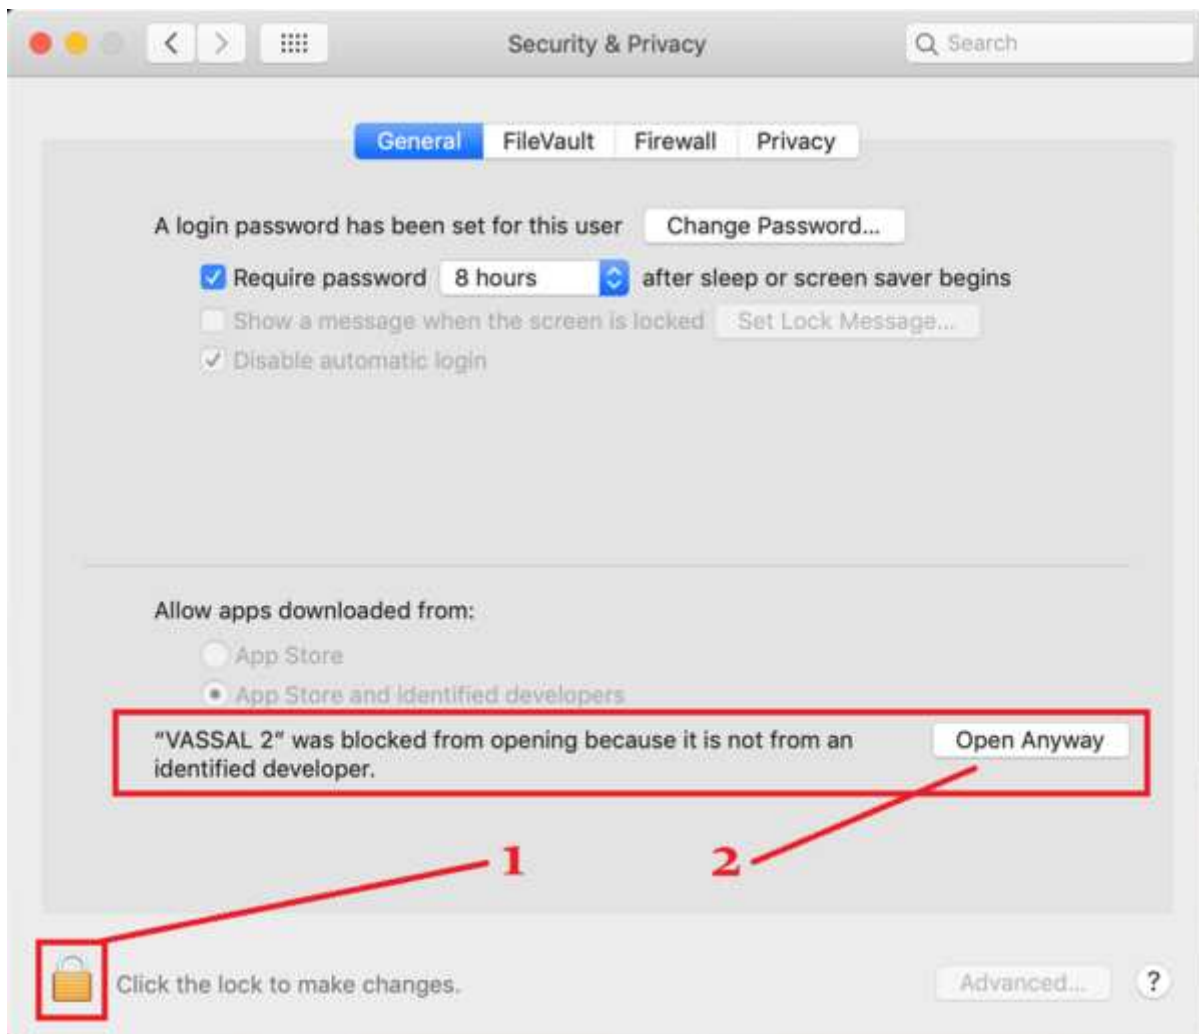 Security & Privacy
Search
General FileVault Firewall Privacy
A login password has been set for this user Change Password...
Require password 8 hours after sleep or screen saver begins
Show a message when the screen is locked Set Lock Message...
Disable automatic login
Allow apps downloaded from:
App Store
App Store and identified developers
"VASSAL 2" was blocked from opening because it is not from an Open Anyway
identified developer.
1 2
Click the lock to make changes. Advanced... ?